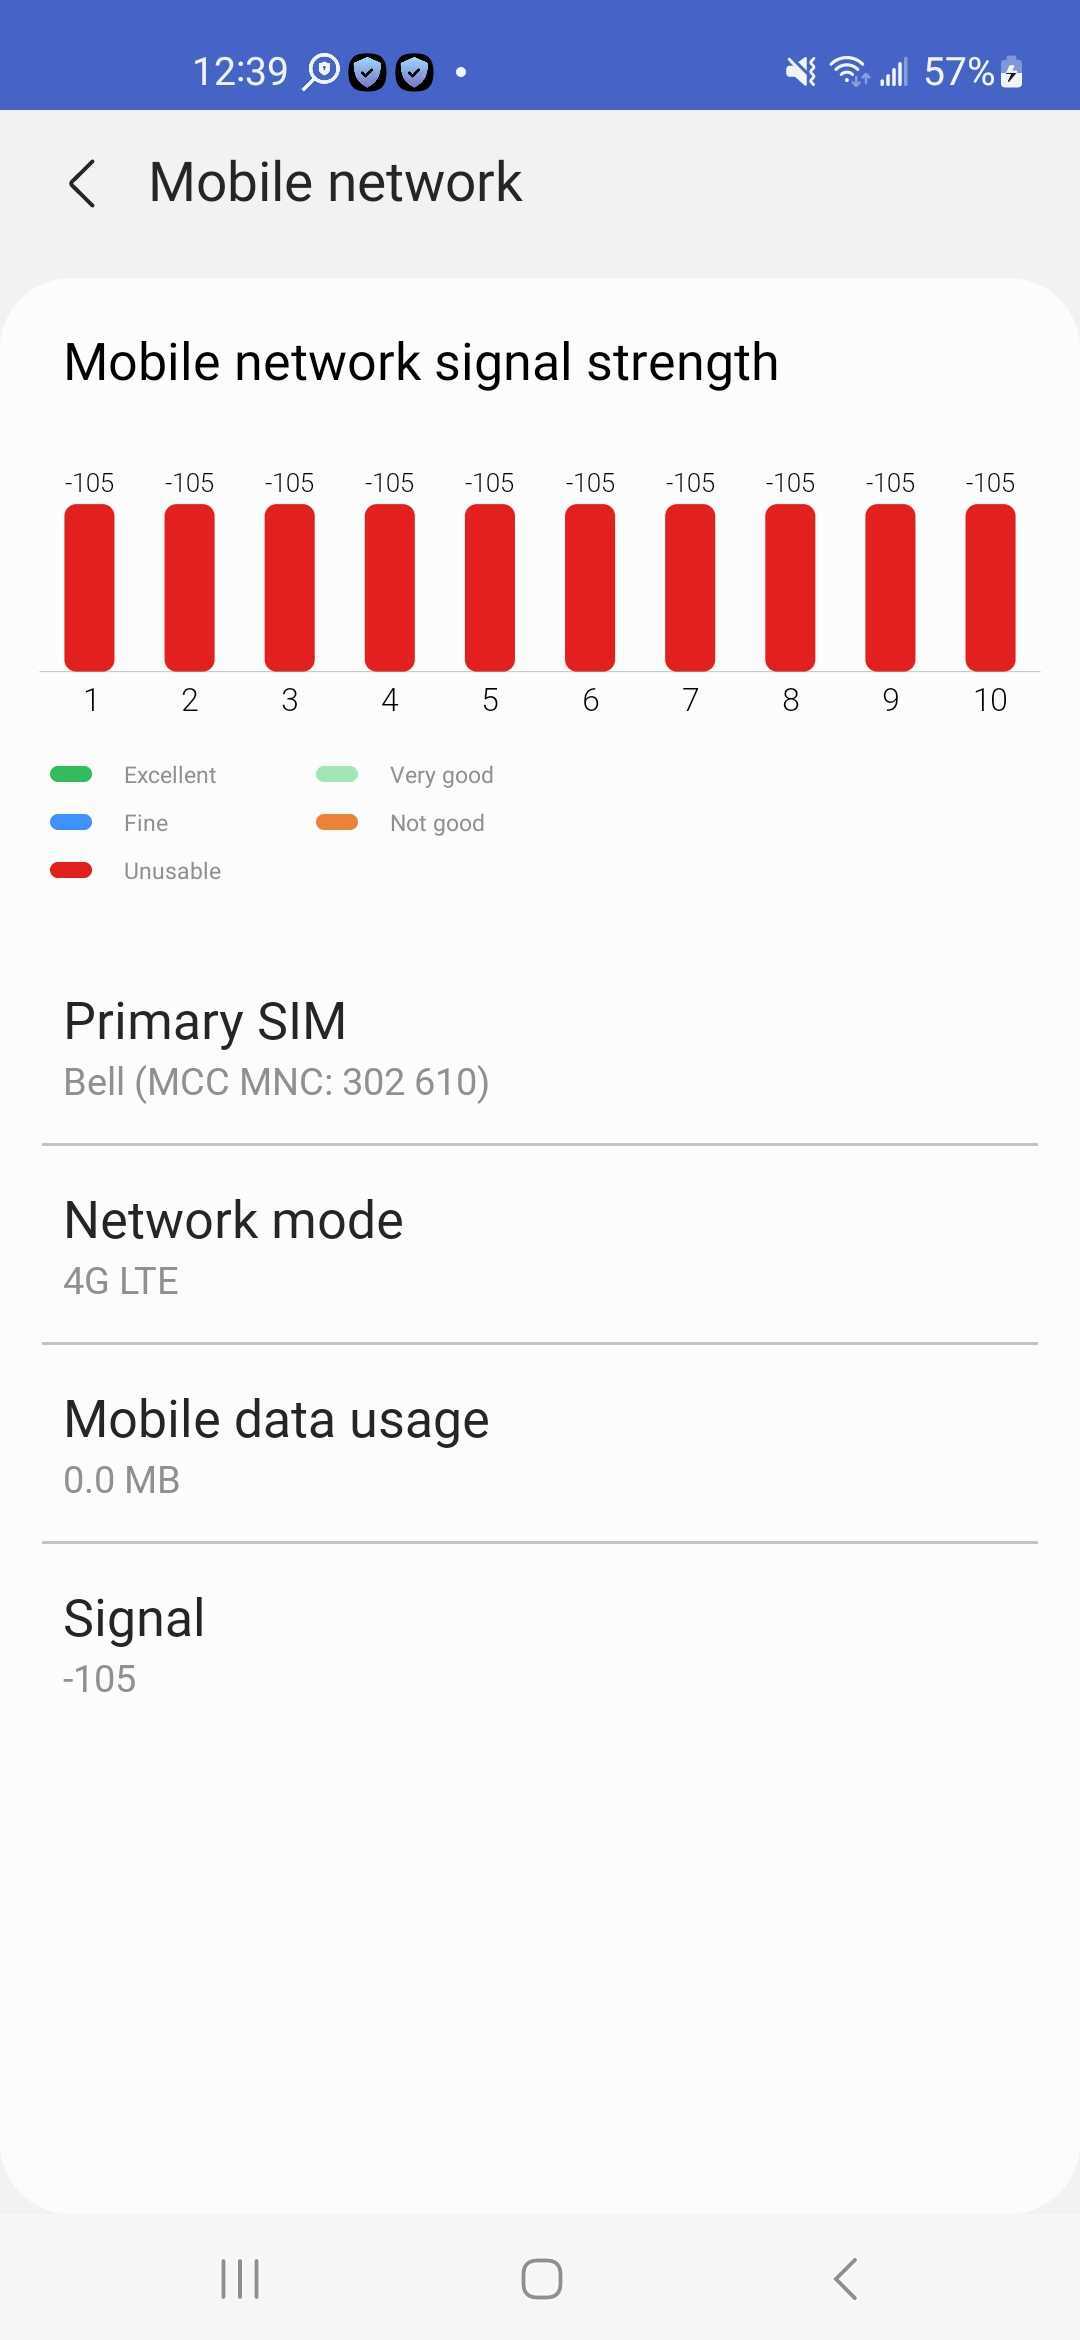 12:39 57%
Mobile network
Mobile network signal strength
-105 -105 -105 -105 -105 -105 -105 -105 -105 -105
1 2 3 4 5 6 7 8 9 10
Excellent Very good
Fine Not good
Unusable
Primary SIM
Bell (MCC MNC: 302 610)
Network mode
4G LTE
Mobile data usage
0.0 MB
Signal
-105